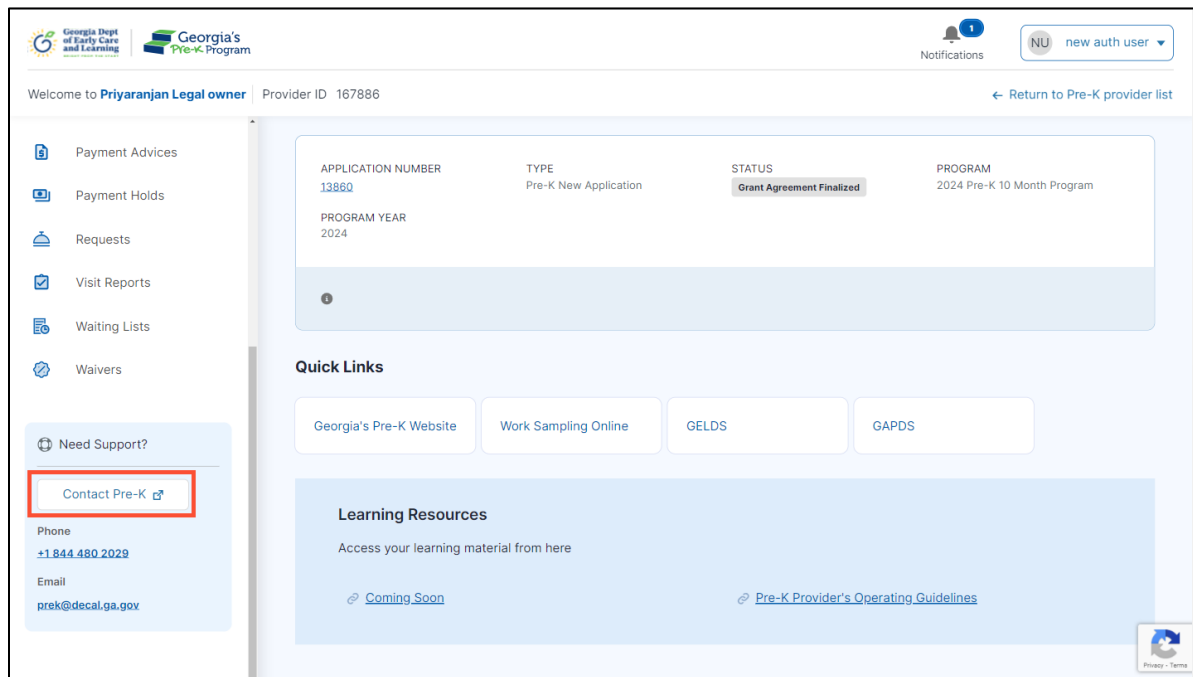 Georgia Dept
of Early Care
and Learning
Georgia's
Pre-K Program
1
Notifications
NU new auth user
Welcome to Priyaranjan Legal owner Provider ID 167886
← Return to Pre-K provider list
Payment Advices
Payment Holds
Requests
Visit Reports
Waiting Lists
Waivers
Need Support?
Contact Pre-K
Phone
+1 844 480 2029
Email
prek@decal.ga.gov
APPLICATION NUMBER
13860
TYPE
Pre-K New Application
STATUS
Grant Agreement Finalized
PROGRAM
2024 Pre-K 10 Month Program
PROGRAM YEAR
2024
Quick Links
Georgia's Pre-K Website
Work Sampling Online
GELDS
GAPDS
Learning Resources
Access your learning material from here
Coming Soon
Pre-K Provider's Operating Guidelines
Privacy - Terms